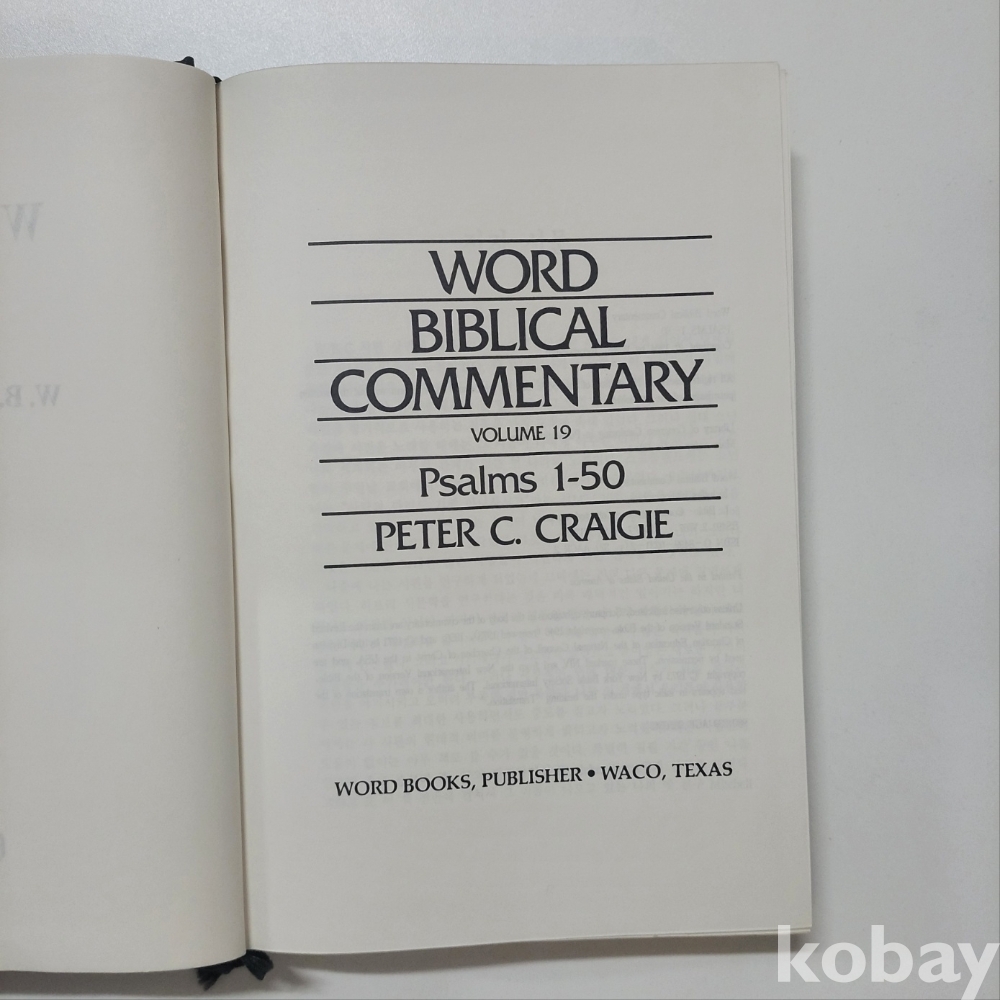 W
W. B.
WORD
BIBLICAL
COMMENTARY
VOLUME 19
Psalms 1-50
PETER C. CRAIGIE
WORD BOOKS, PUBLISHER • WACO, TEXAS
kobay